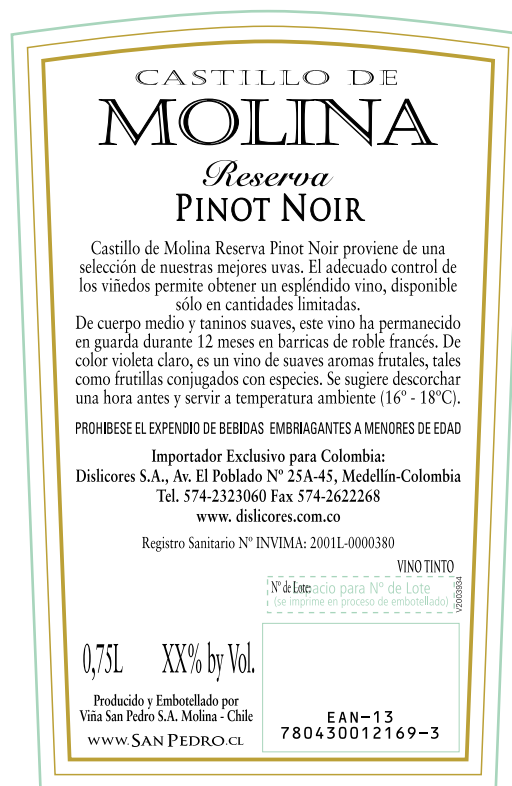 CASTILLO DE
MOLINA
Reserva
PINOT NOIR
Castillo de Molina Reserva Pinot Noir proviene de una
selección de nuestras mejores uvas. El adecuado control de
los viñedos permite obtener un espléndido vino, disponible
sólo en cantidades limitadas.
De cuerpo medio y taninos suaves, este vino ha permanecido
en guarda durante 12 meses en barricas de roble francés. De
color violeta claro, es un vino de suaves aromas frutales, tales
como frutillas conjugados con especies. Se sugiere descorchar
una hora antes y servir a temperatura ambiente (16º - 18ºC).
PROHIBESE EL EXPENDIO DE BEBIDAS EMBRIAGANTES A MENORES DE EDAD
Importador Exclusivo para Colombia:
Dislicores S.A., Av. El Poblado Nº 25A-45, Medellín-Colombia
Tel. 574-2323060 Fax 574-2622268
www. dislicores.com.co
Registro Sanitario Nº INVIMA: 2001L-0000380
VINO TINTO
Nº de Lote: para Nº de Lote
(se imprime en proceso de embotellado)
V2003934
0,75L XX% by Vol.
Producido y Embotellado por
Viña San Pedro S.A. Molina - Chile
WWW.SAN PEDRO.CL
EAN-13
780430012169-3